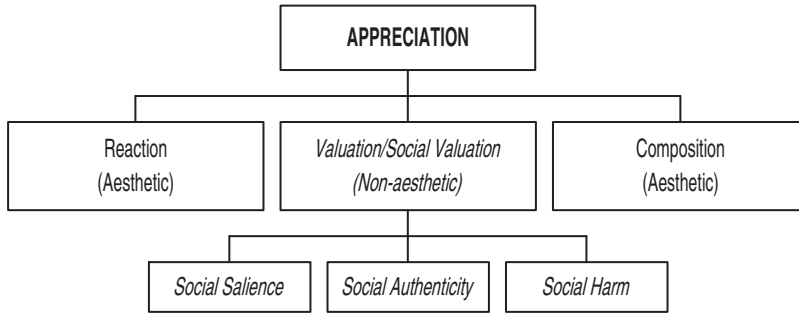 APPRECIATION
Reaction
(Aesthetic)
Valuation/Social Valuation
(Non-aesthetic)
Composition
(Aesthetic)
Social Salience
Social Authenticity
Social Harm